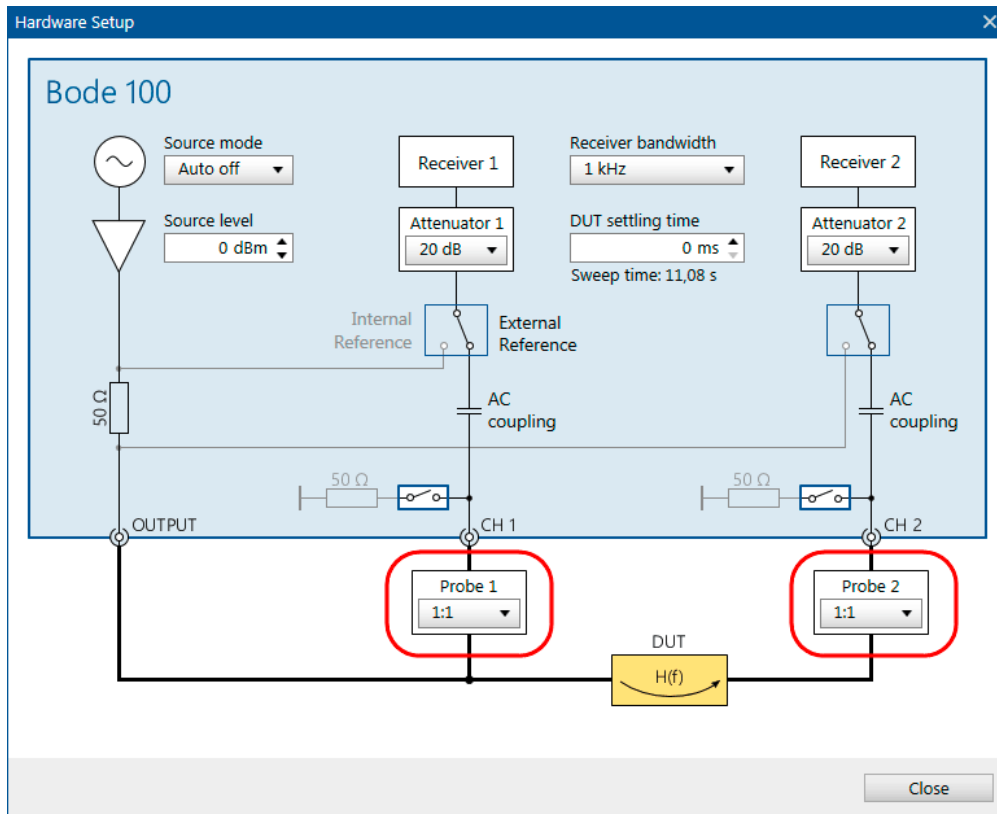 Hardware Setup
Bode 100
Source mode
Auto off
Receiver 1
Receiver bandwidth
1 kHz
Receiver 2
Source level
0 dBm
Attenuator 1
20 dB
DUT settling time
0 ms
Sweep time: 11,08 s
Attenuator 2
20 dB
Internal
Reference
External
Reference
50 Ω
AC
coupling
AC
coupling
50 Ω
50 Ω
OUTPUT
CH 1
CH 2
Probe 1
1:1
Probe 2
1:1
DUT
H(f)
Close